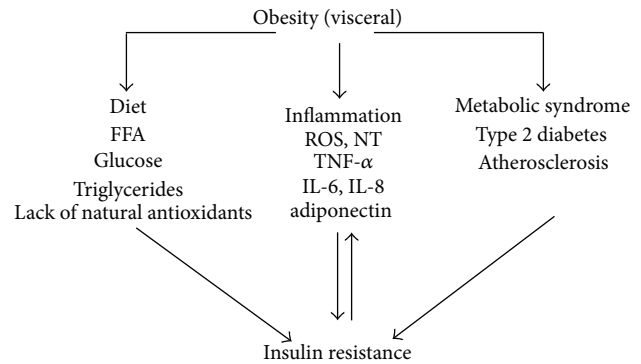 Obesity (visceral)
Diet
FFA
Glucose
Triglycerides
Lack of natural antioxidants
Inflammation
ROS, NT
TNF-α
IL-6, IL-8
adiponectin
Metabolic syndrome
Type 2 diabetes
Atherosclerosis
Insulin resistance